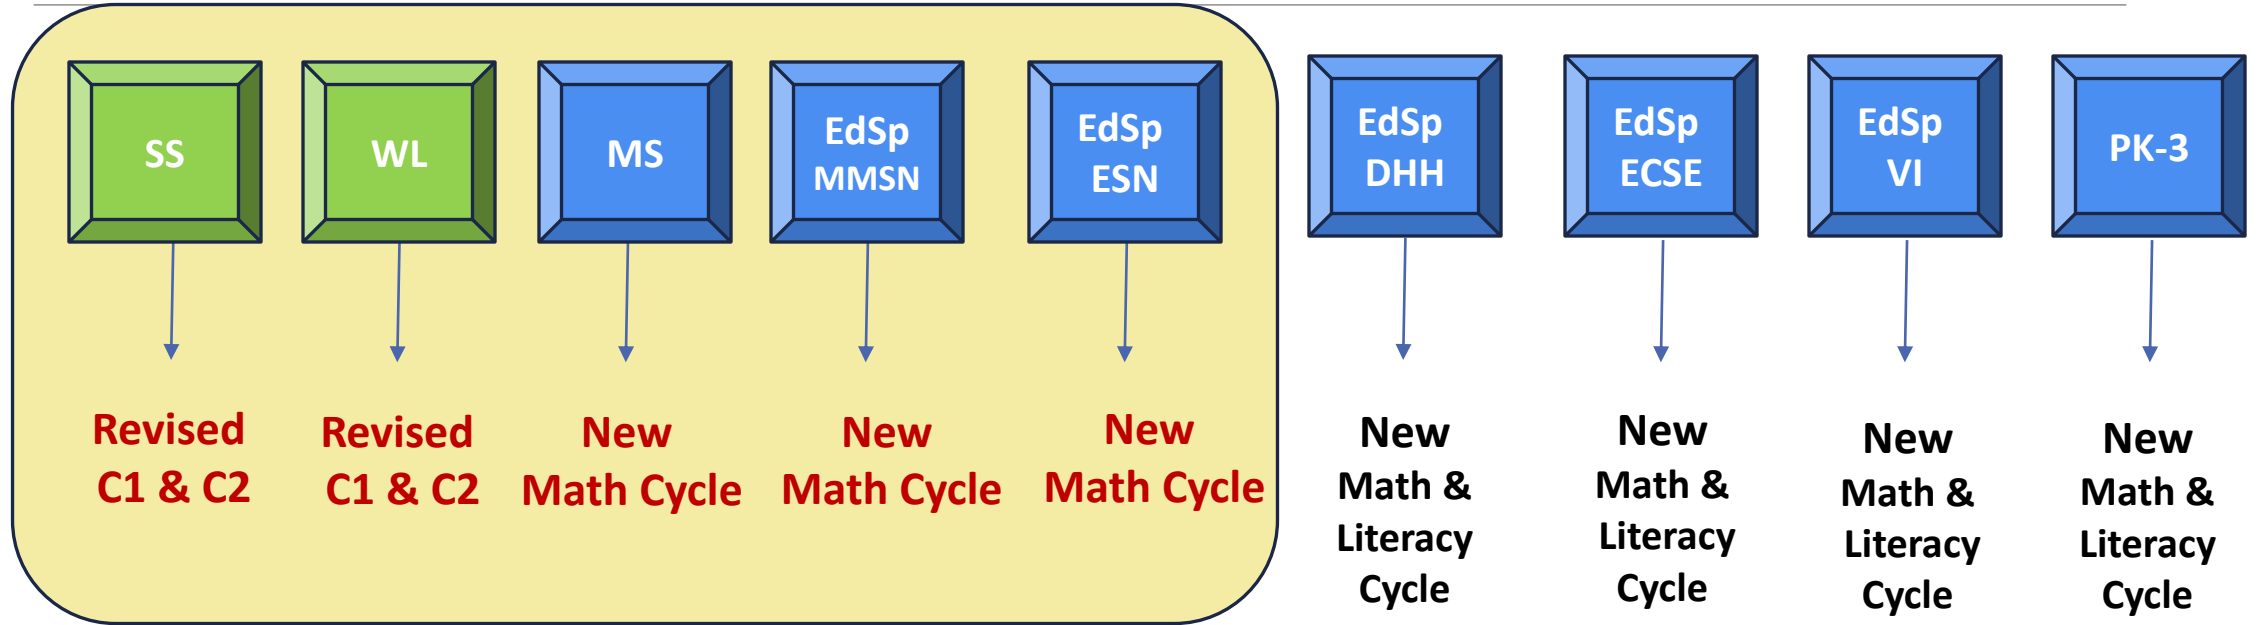 SS
WL
MS
EdSp
MMSN
EdSp
ESN
EdSp
DHH
EdSp
ECSE
EdSp
VI
PK-3
Revised
C1 & C2
Revised
C1 & C2
New
Math Cycle
New
Math Cycle
New
Math Cycle
New
Math &
Literacy
Cycle
New
Math &
Literacy
Cycle
New
Math &
Literacy
Cycle
New
Math &
Literacy
Cycle